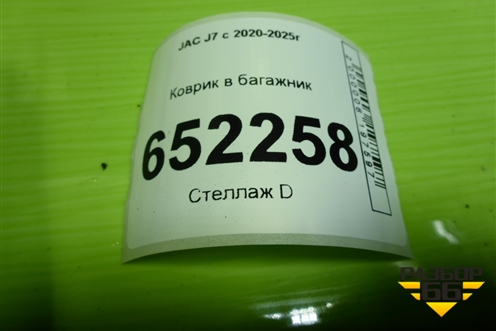 JAC J7 с 2020-2025г
Коврик в багажник
652258
Стеллаж D
РАЗБОР
66